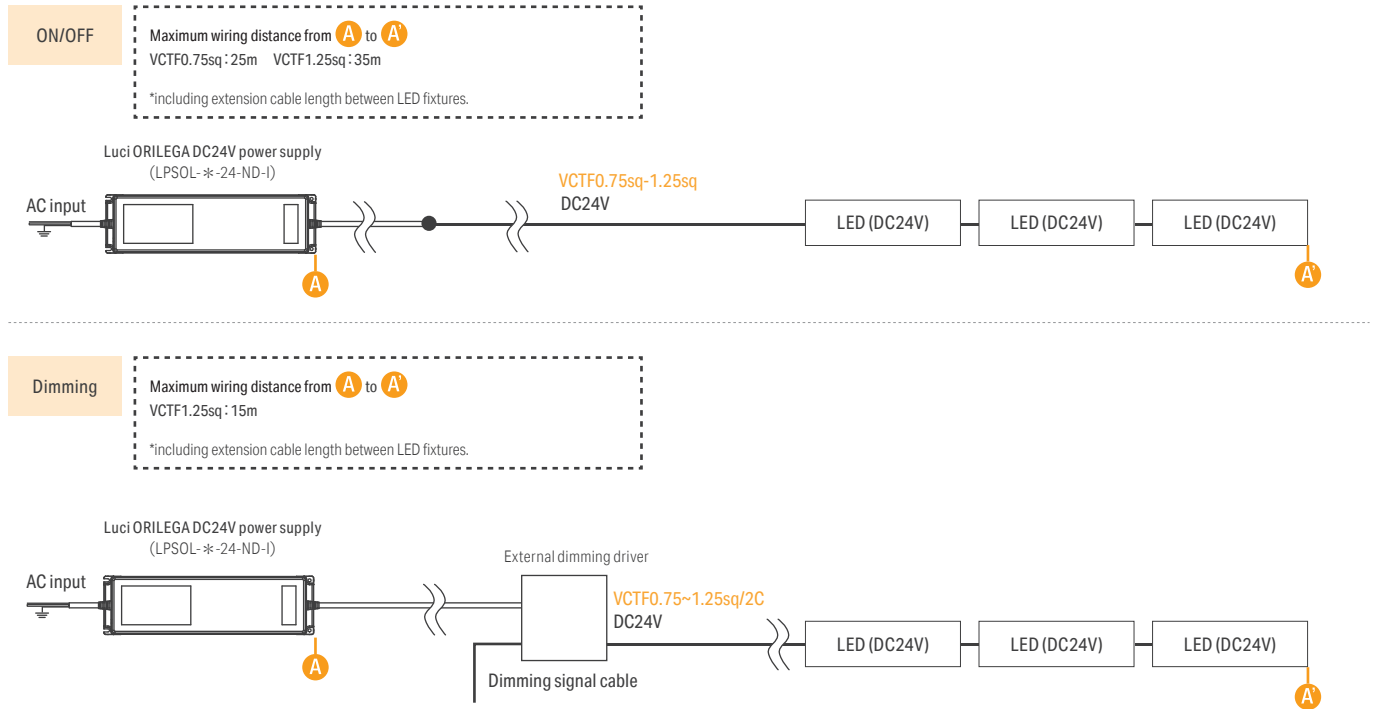 ON/OFF
Maximum wiring distance from A to A'
VCTF0.75sq : 25m VCTF1.25sq : 35m
*including extension cable length between LED fixtures.
Luci ORILEGA DC24V power supply
(LPSOL-＊-24-ND-I)
AC input
VCTF0.75sq-1.25sq
DC24V
LED (DC24V)
LED (DC24V)
LED (DC24V)
A
A'
Dimming
Maximum wiring distance from A to A'
VCTF1.25sq : 15m
*including extension cable length between LED fixtures.
Luci ORILEGA DC24V power supply
(LPSOL-＊-24-ND-I)
AC input
External dimming driver
VCTF0.75~1.25sq/2C
DC24V
LED (DC24V)
LED (DC24V)
LED (DC24V)
A
Dimming signal cable
A'